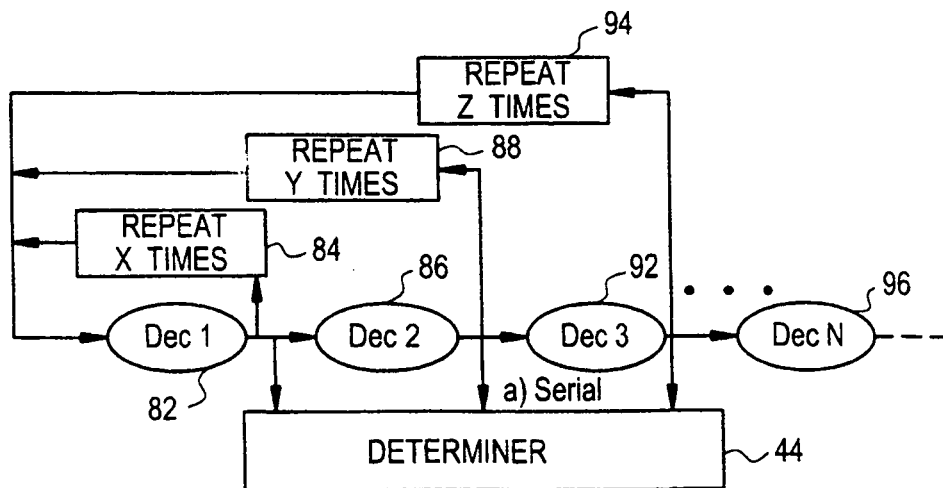 94
REPEAT
Z TIMES
REPEAT
Y TIMES
88
REPEAT
X TIMES
84
86
92
96
Dec 1
Dec 2
Dec 3
Dec N
82
a) Serial
DETERMINER
44